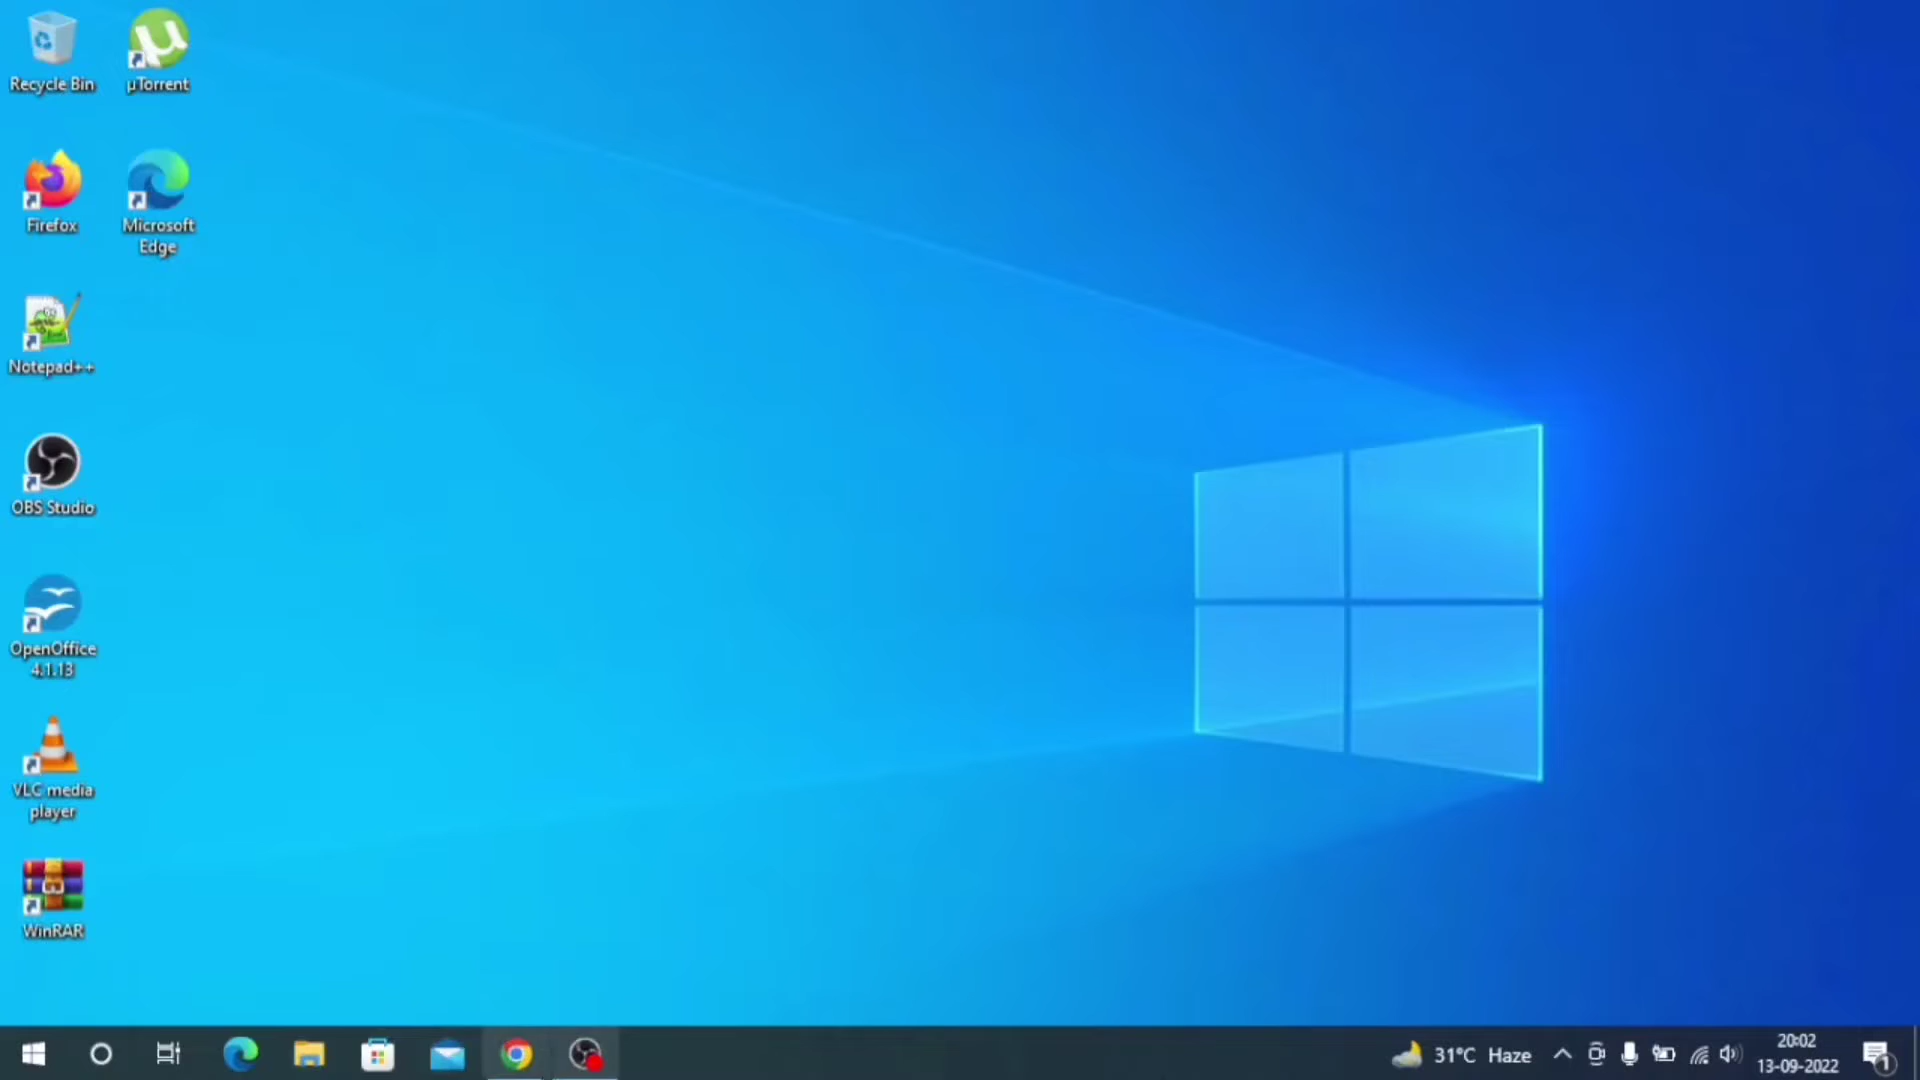 Recycle Bin
µTorrent
Firefox
Microsoft
Edge
Notepad++
OBS Studio
OpenOffice
4.1.13
VLC media
player
WinRAR
31°C Haze
20:02
13-09-2022
1